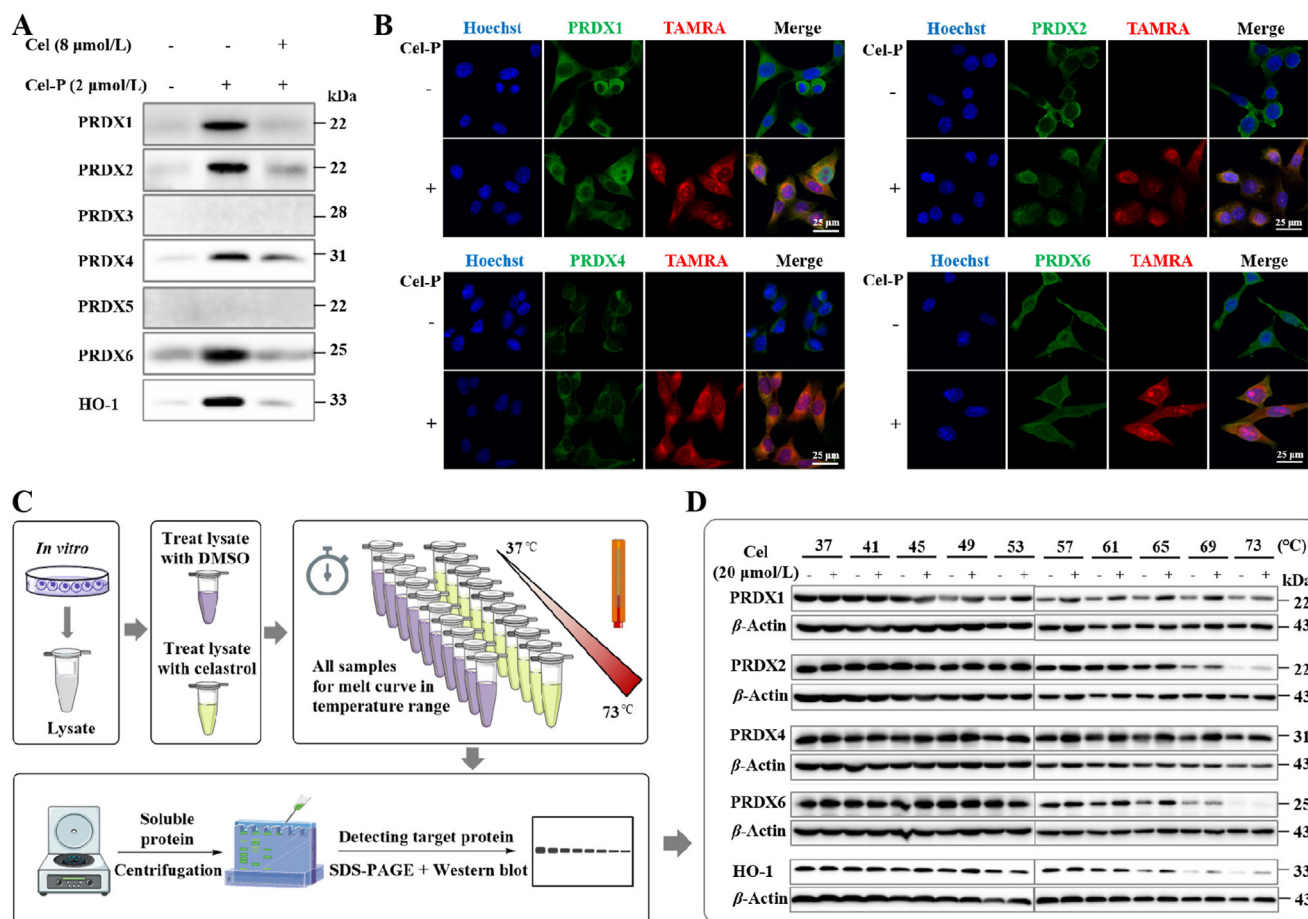 A
Cel (8 μmol/L) - - +
Cel-P (2 μmol/L) - + +
kDa
PRDX1 22
PRDX2 22
PRDX3 28
PRDX4 31
PRDX5 22
PRDX6 25
HO-1 33
B
Hoechst PRDX1 TAMRA Merge
Cel-P
-
+
25 μm
Hoechst PRDX2 TAMRA Merge
Cel-P
-
+
25 μm
Hoechst PRDX4 TAMRA Merge
Cel-P
-
+
25 μm
Hoechst PRDX6 TAMRA Merge
Cel-P
-
+
25 μm
C
In vitro
Lysate
Treat lysate
with DMSO
Treat lysate
with celastrol
37 ℃
All samples
for melt curve in
temperature range
73 ℃
Soluble
protein
Centrifugation
Detecting target protein
SDS-PAGE + Western blot
D
Cel 37 41 45 49 53 57 61 65 69 73 (℃)
(20 μmol/L) - + - + - + - + - + - + - + - + - + - +
kDa
PRDX1 22
β-Actin 43
PRDX2 22
β-Actin 43
PRDX4 31
β-Actin 43
PRDX6 25
β-Actin 43
HO-1 33
β-Actin 43